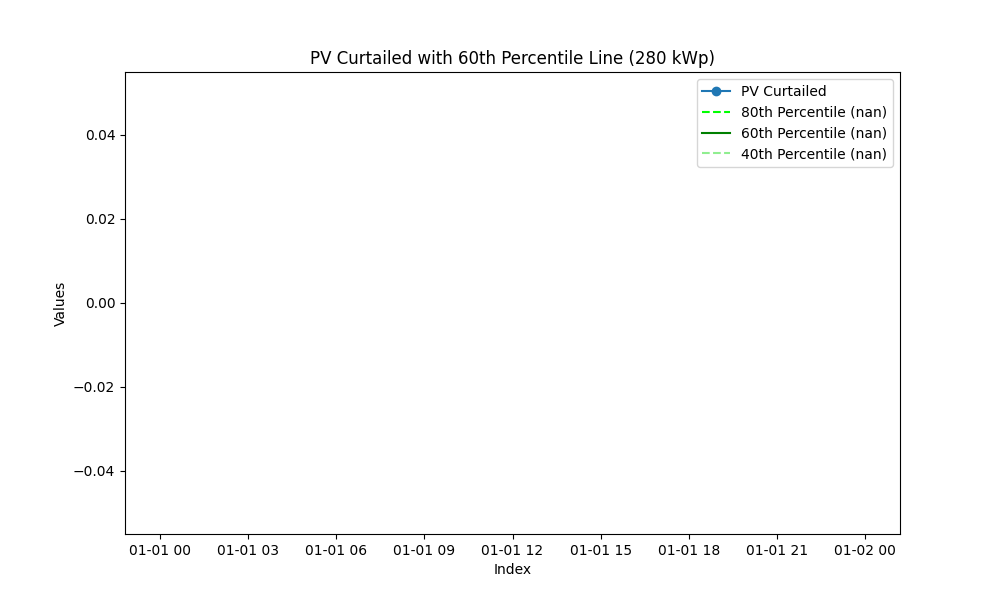 PV Curtailed with 60th Percentile Line (280 kWp)
PV Curtailed
80th Percentile (nan)
60th Percentile (nan)
40th Percentile (nan)
0.04
0.02
0.00
−0.02
−0.04
Values
01-01 00 01-01 03 01-01 06 01-01 09 01-01 12 01-01 15 01-01 18 01-01 21 01-02 00
Index